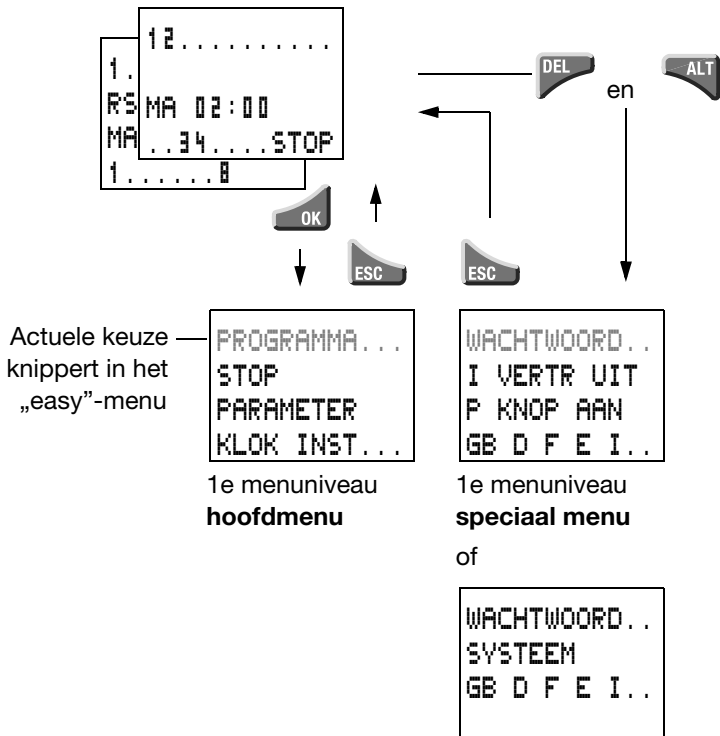 12..........
MA 02:00
..34....STOP
1.
RS
MA
1......8
DEL
en
ALT
OK
ESC
ESC
Actuele keuze
knippert in het
„easy”-menu
PROGRAMMA...
STOP
PARAMETER
KLOK INST...
1e menuniveau
hoofdmenu
WACHTWOORD..
I VERTR UIT
P KNOP AAN
GB D F E I..
1e menuniveau
speciaal menu
of
WACHTWOORD..
SYSTEEM
GB D F E I..